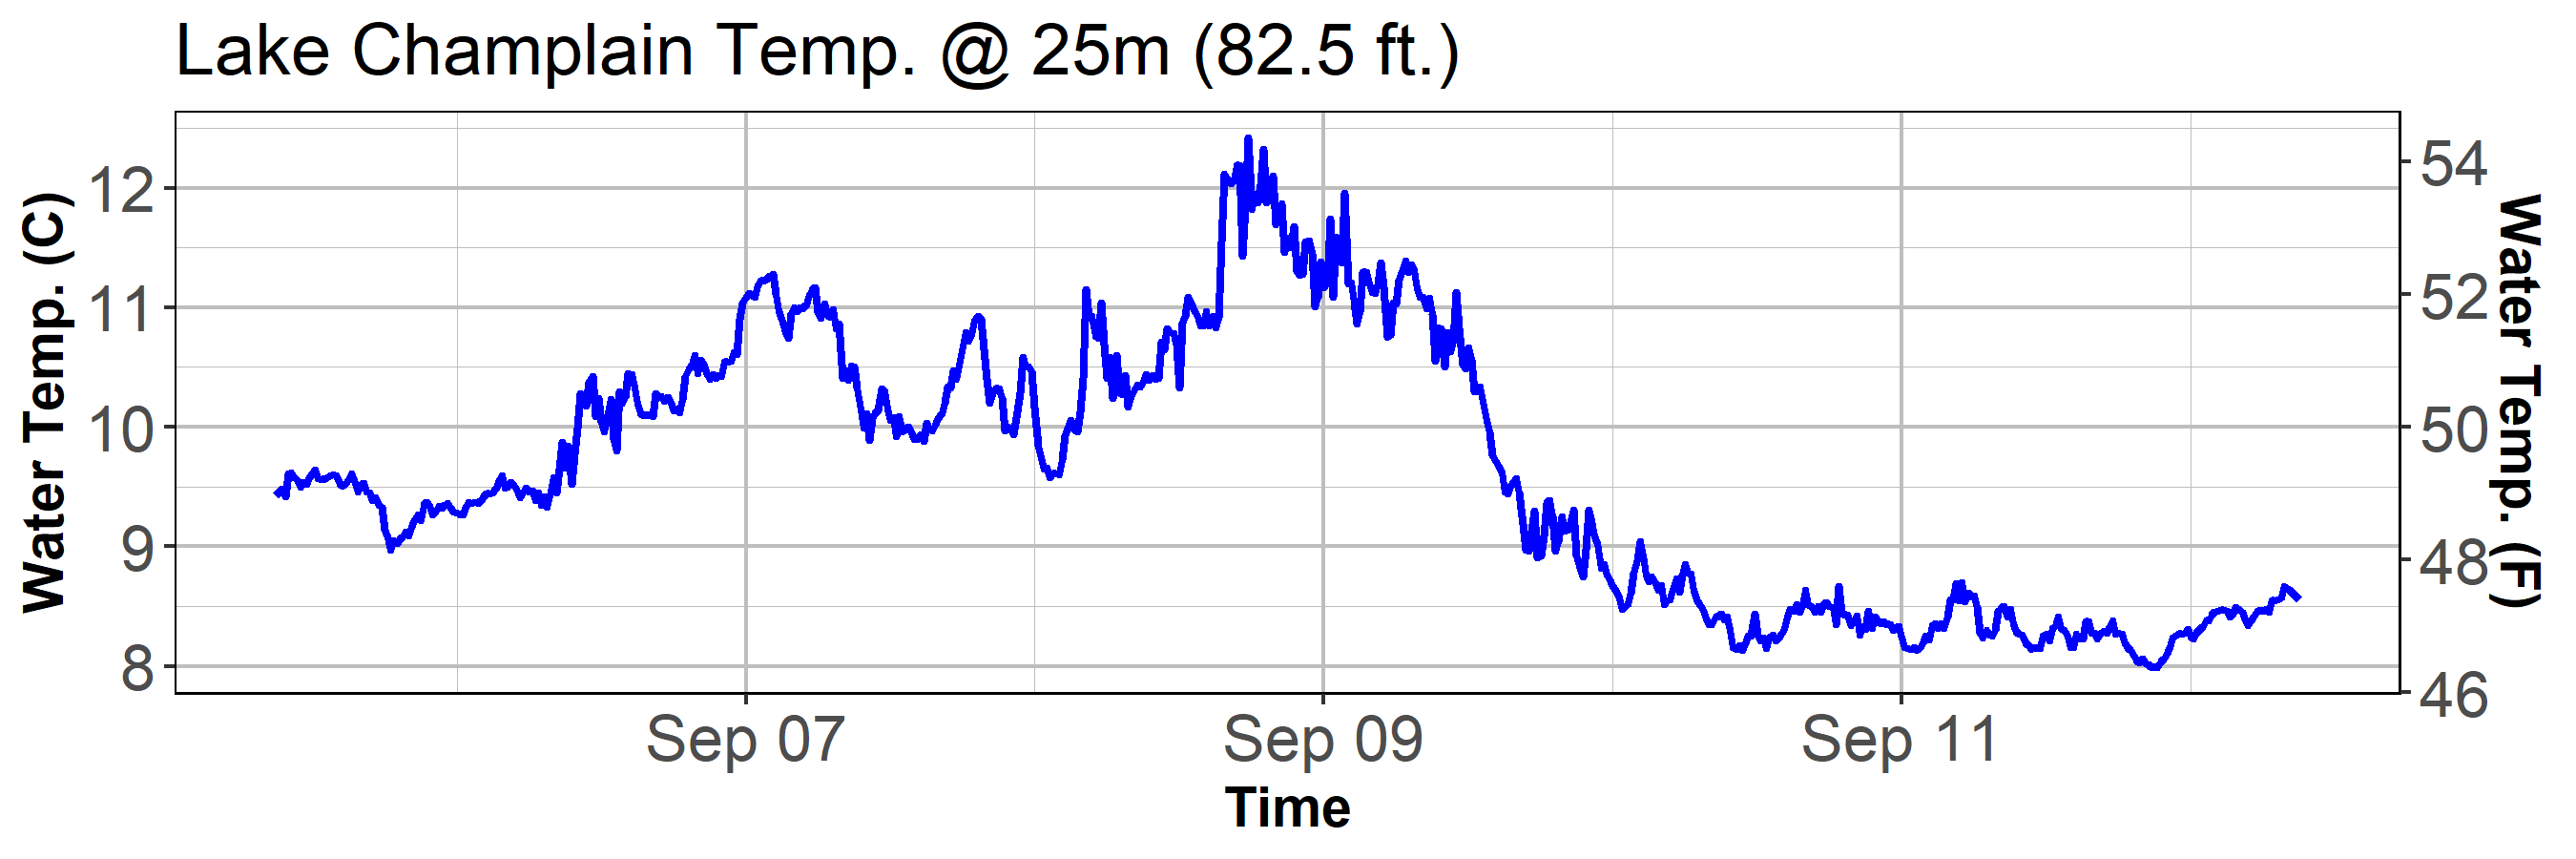 Lake Champlain Temp. @ 25m (82.5 ft.)
Water Temp. (C)
12
11
10
9
8
54
52
50
48
46
Water Temp. (F)
Sep 07
Sep 09
Sep 11
Time